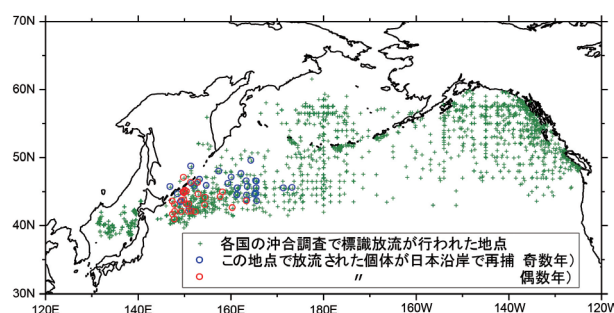 70N
60N
50N
40N
30N
各国の沖合調査で標識放流が行われた地点
この地点で放流された個体が日本沿岸で再捕 奇数年）
〃 偶数年）
120E 140E 160E 180E 160W 140W 120W